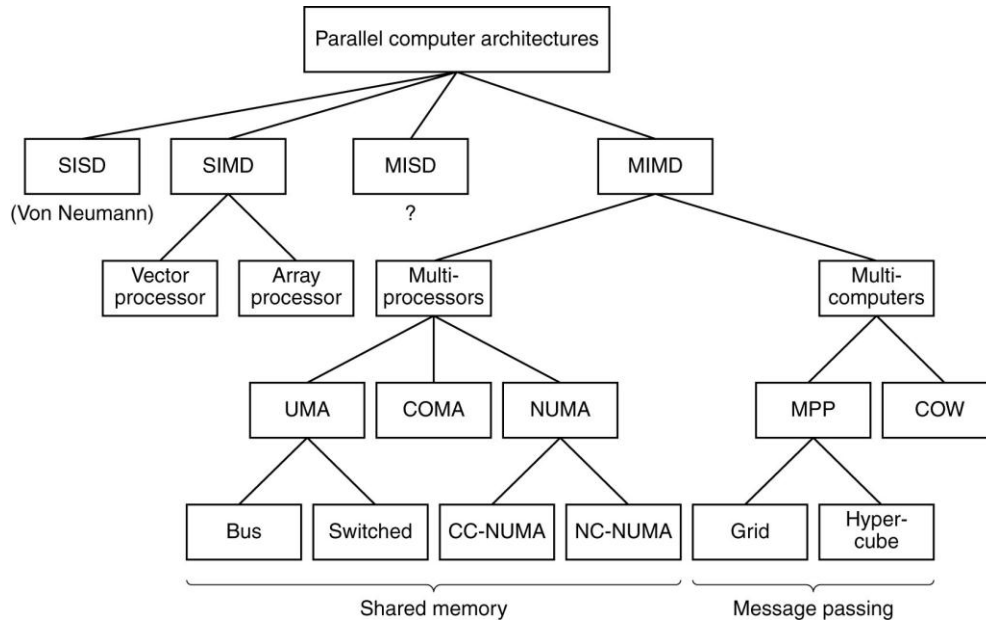 Parallel computer architectures
SISD
SIMD
MISD
MIMD
(Von Neumann)
?
Vector
processor
Array
processor
Multi-
processors
Multi-
computers
UMA
COMA
NUMA
MPP
COW
Bus
Switched
CC-NUMA
NC-NUMA
Grid
Hyper-
cube
Shared memory
Message passing